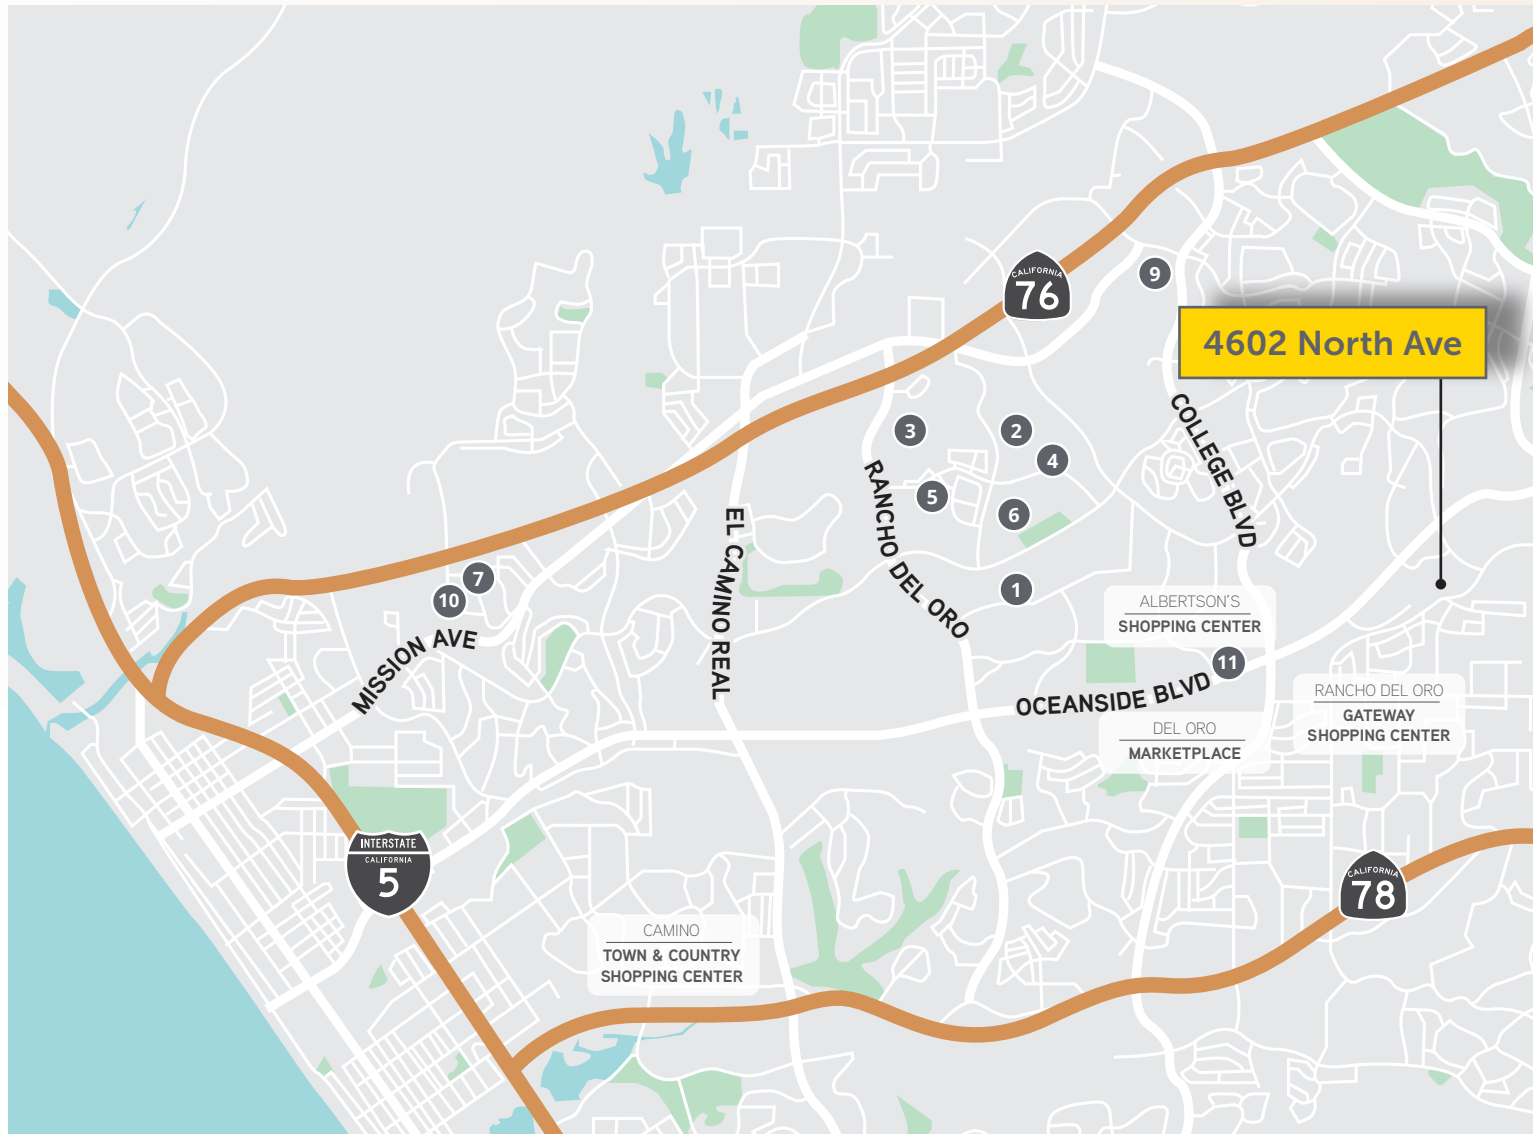 CALIFORNIA
76
9
4602 North Ave
3
2
4
COLLEGE BLVD
RANCHO DEL ORO
5
6
EL CAMINO REAL
7
10
1
MISSION AVE
ALBERTSON'S
SHOPPING CENTER
11
OCEANSIDE BLVD
RANCHO DEL ORO
GATEWAY
SHOPPING CENTER
DEL ORO
MARKETPLACE
INTERSTATE
CALIFORNIA
5
CALIFORNIA
78
CAMINO
TOWN & COUNTRY
SHOPPING CENTER